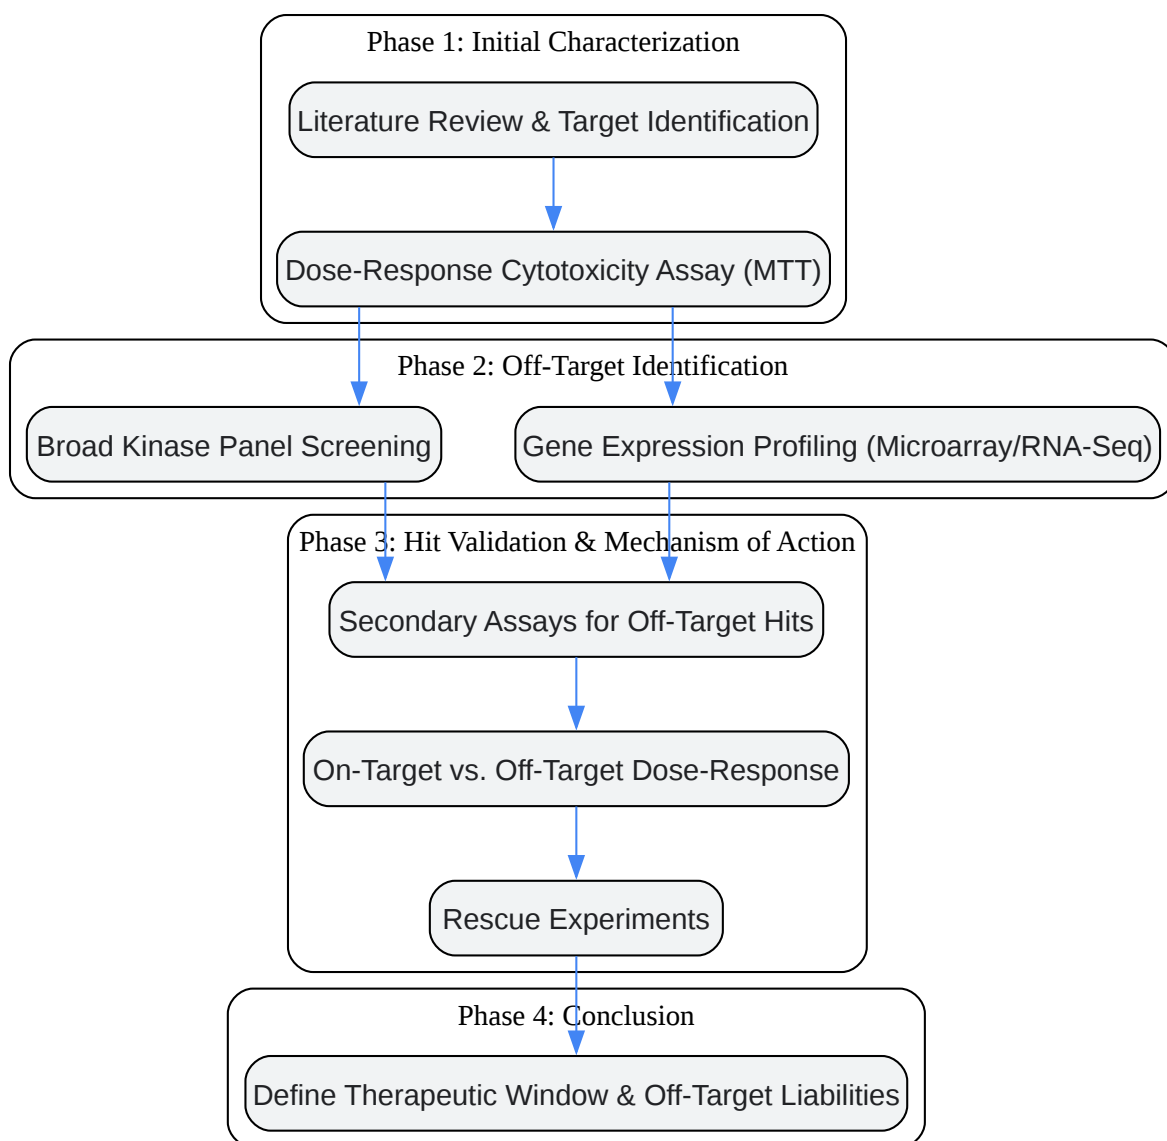 Phase 1: Initial Characterization
Literature Review & Target Identification
Dose-Response Cytotoxicity Assay (MTT)
Phase 2: Off-Target Identification
Broad Kinase Panel Screening
Gene Expression Profiling (Microarray/RNA-Seq)
Phase 3: Hit Validation & Mechanism of Action
Secondary Assays for Off-Target Hits
On-Target vs. Off-Target Dose-Response
Rescue Experiments
Phase 4: Conclusion
Define Therapeutic Window & Off-Target Liabilities